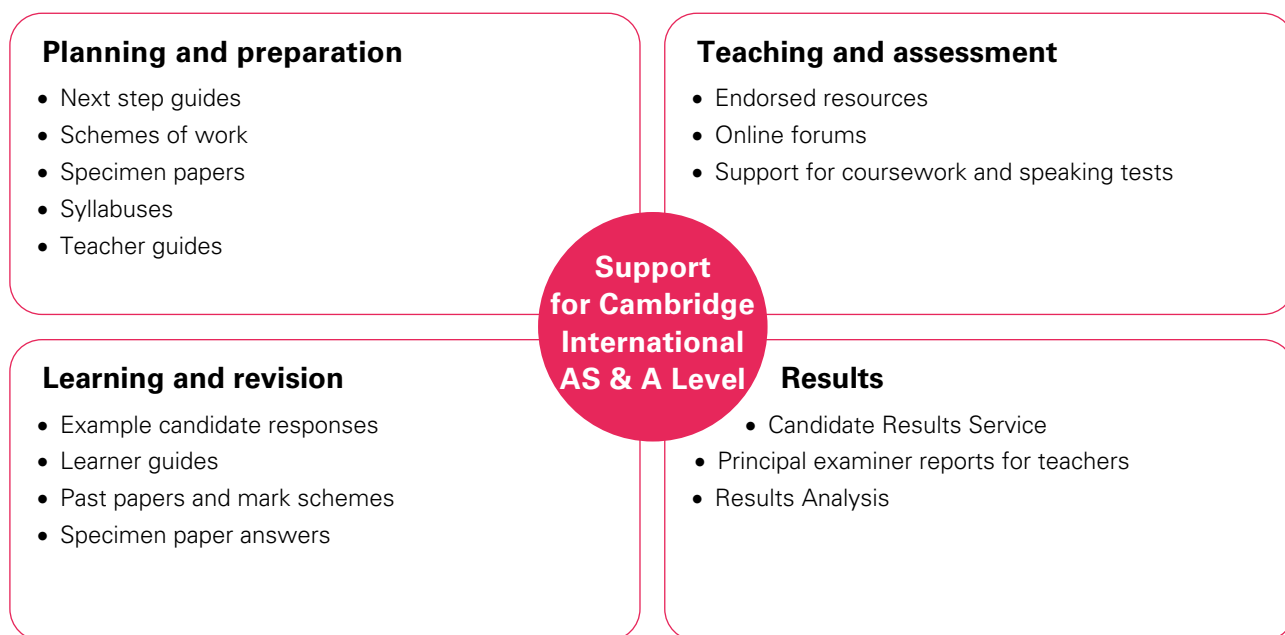 Planning and preparation
• Next step guides
• Schemes of work
• Specimen papers
• Syllabuses
• Teacher guides
Teaching and assessment
• Endorsed resources
• Online forums
• Support for coursework and speaking tests
Support
for Cambridge
International
AS & A Level
Learning and revision
• Example candidate responses
• Learner guides
• Past papers and mark schemes
• Specimen paper answers
Results
• Candidate Results Service
• Principal examiner reports for teachers
• Results Analysis